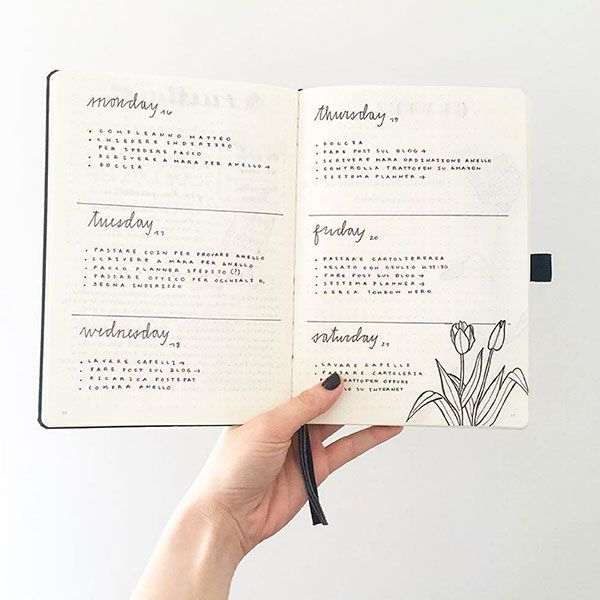 monday 16
COMPLEANNO MATTEO
CHIEDERE INDIRIZZO
PER SPEDIRE PACCO
SCRIVERE A MARA PER ANELLO →
DOCCIA
tuesday
17
PASSARE COIN PER PROVARE ANELLO
SCRIVERE A MARA PER ANELLO
PACCO PLANNER SPEDITO (?)
PASSARE OTTICO PER OCCHIALI G.
SEGNA INDIRIZZO
wednesday
18
LAVARE CAPELLI →
FARE POST SUL BLOG →
RICARICA POSTEPAY
COMPRA ANELLO
thursday
19
DOCCIA
FARE POST SUL BLOG →
SCRIVERE MARA ORDINAZIONE ANELLO
CONTROLLA TRATTOPEN SU AMAZON
SISTEMA PLANNER →
friday 20
PASSARE CARTOLIBRERIA
GELATO CON GIULIO H.17:30
FARE POST SUL BLOG →
SISTEMA PLANNER →
CERCA TOMBOW NERO
saturday
21
LAVARE CAPELLI
PASSARE CARTOLERIA
TRATTOPEN OPPURE
SU INTERNET